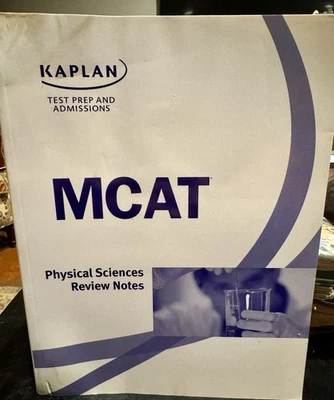 KAPLAN
TEST PREP AND
ADMISSIONS
MCAT
Physical Sciences
Review Notes